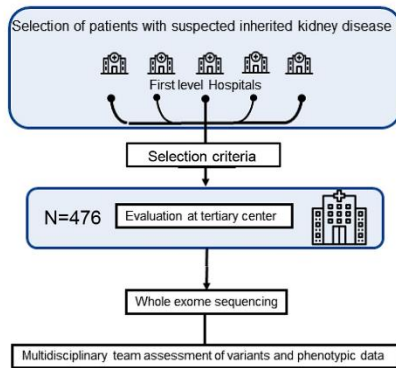 Selection of patients with suspected inherited kidney disease
First level Hospitals
Selection criteria
N=476
Evaluation at tertiary center
Whole exome sequencing
Multidisciplinary team assessment of variants and phenotypic data